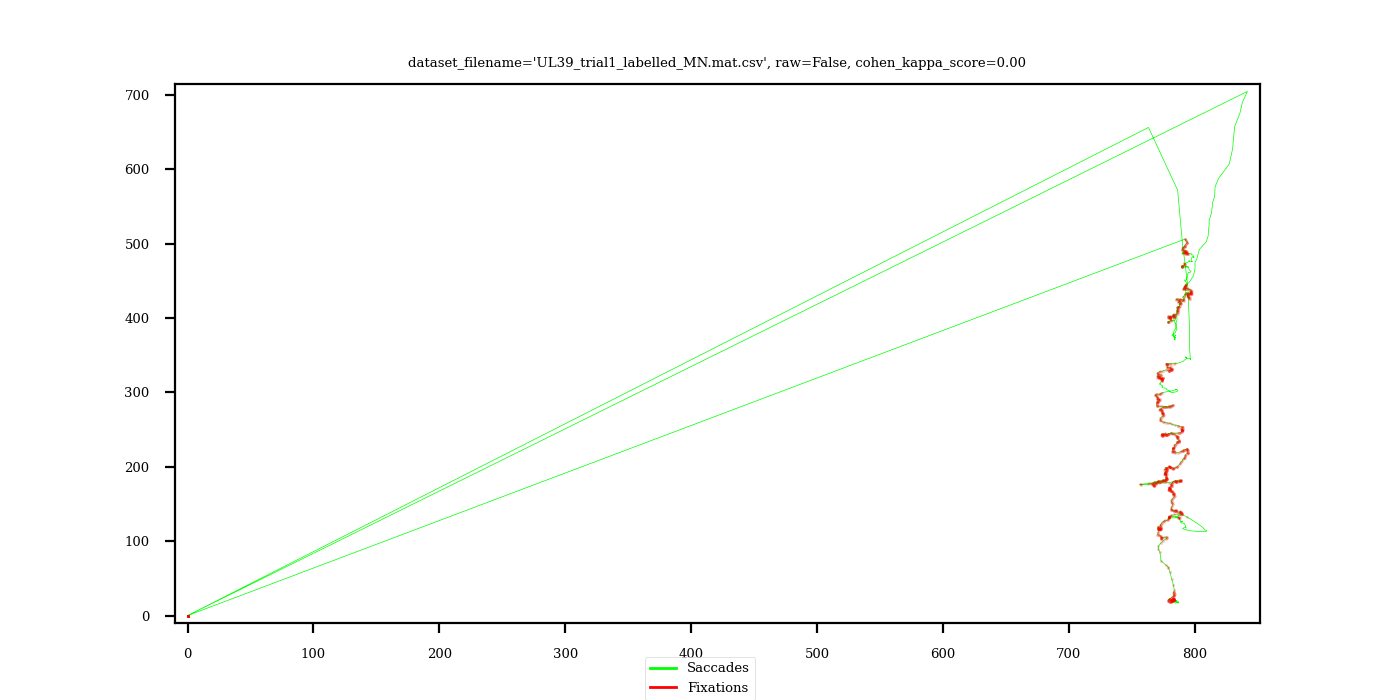 dataset_filename='UL39_trial1_labelled_MN.mat.csv', raw=False, cohen_kappa_score=0.00
700
600
500
400
300
200
100
0
0 100 200 300 400 500 600 700 800
Saccades
Fixations